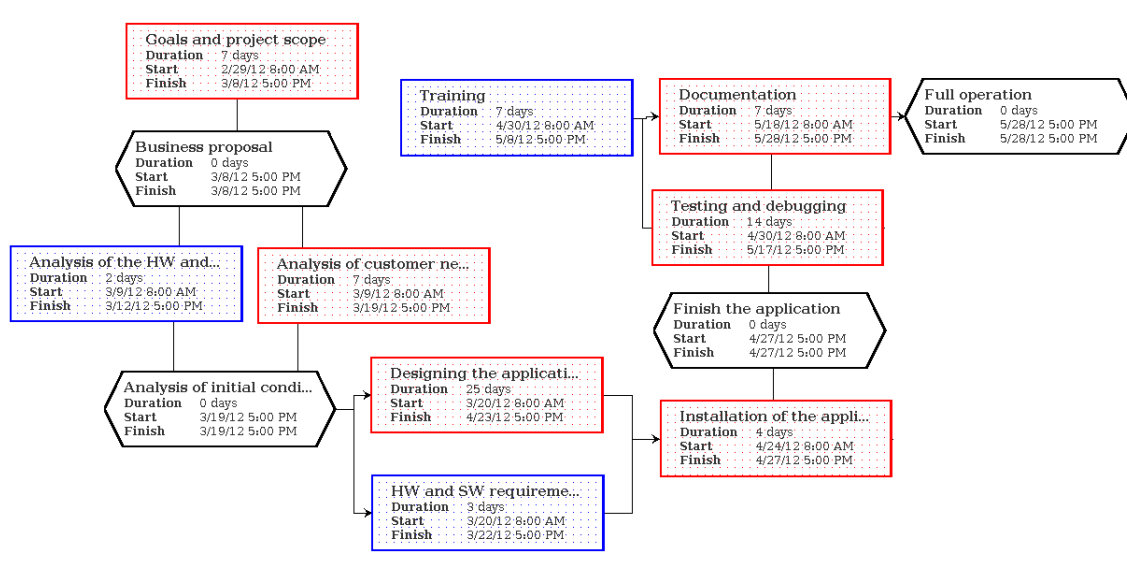 Goals and project scope
Duration 7 days
Start 2/29/12 8:00 AM
Finish 3/8/12 5:00 PM
Business proposal
Duration 0 days
Start 3/8/12 5:00 PM
Finish 3/8/12 5:00 PM
Analysis of the HW and...
Duration 2 days
Start 3/9/12 8:00 AM
Finish 3/12/12 5:00 PM
Analysis of customer ne...
Duration 7 days
Start 3/9/12 8:00 AM
Finish 3/19/12 5:00 PM
Analysis of initial condi...
Duration 0 days
Start 3/19/12 5:00 PM
Finish 3/19/12 5:00 PM
Designing the applicati...
Duration 25 days
Start 3/20/12 8:00 AM
Finish 4/23/12 5:00 PM
HW and SW requireme...
Duration 3 days
Start 3/20/12 8:00 AM
Finish 3/22/12 5:00 PM
Training
Duration 7 days
Start 4/30/12 8:00 AM
Finish 5/8/12 5:00 PM
Documentation
Duration 7 days
Start 5/18/12 8:00 AM
Finish 5/28/12 5:00 PM
Full operation
Duration 0 days
Start 5/28/12 5:00 PM
Finish 5/28/12 5:00 PM
Testing and debugging
Duration 14 days
Start 4/30/12 8:00 AM
Finish 5/17/12 5:00 PM
Finish the application
Duration 0 days
Start 4/27/12 5:00 PM
Finish 4/27/12 5:00 PM
Installation of the appli...
Duration 4 days
Start 4/24/12 8:00 AM
Finish 4/27/12 5:00 PM